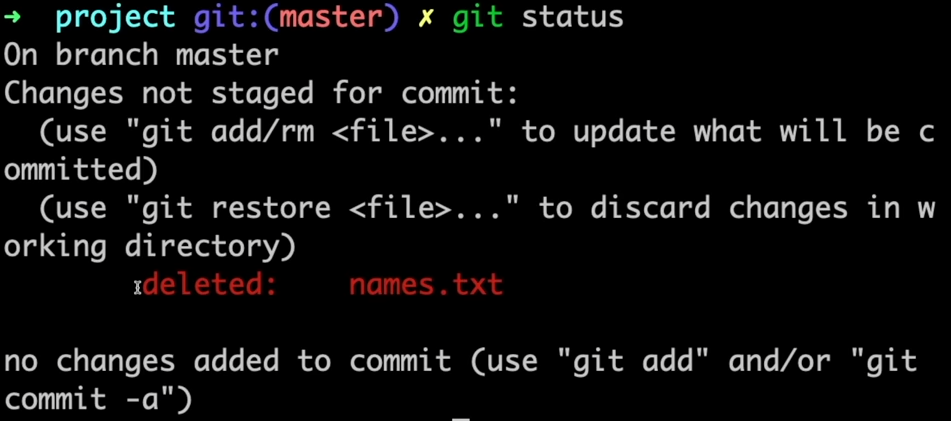 ➜  project git:(master) ✗ git status
On branch master
Changes not staged for commit:
  (use "git add/rm <file>..." to update what will be c
ommitted)
  (use "git restore <file>..." to discard changes in w
orking directory)
        deleted:    names.txt

no changes added to commit (use "git add" and/or "git
commit -a")